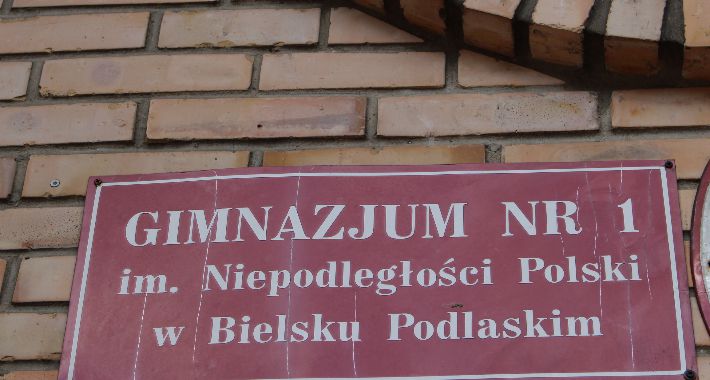 GIMNAZJUM NR 1
im. Niepodległości Polski
w Bielsku Podlaskim